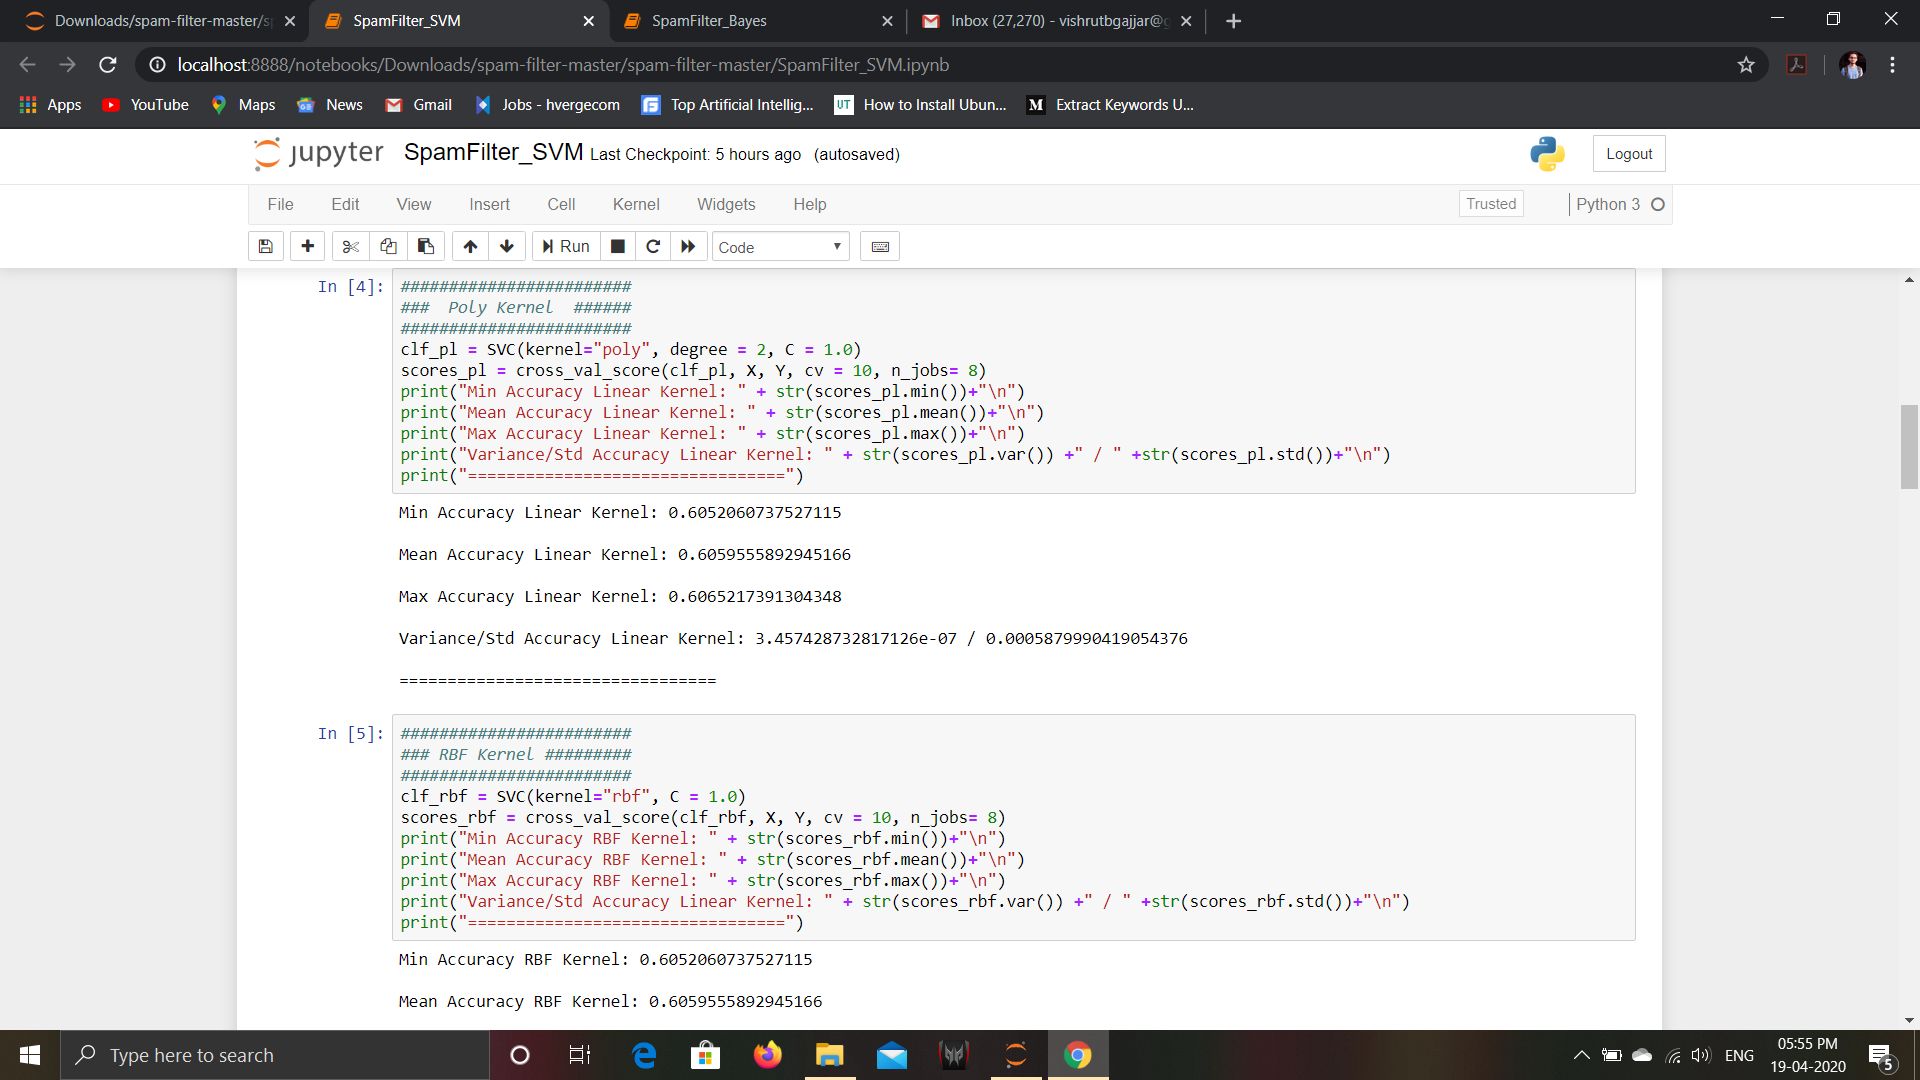 Downloads/spam-filter-master/s
SpamFilter_SVM
SpamFilter_Bayes
Inbox (27,270) - vishrutbgajjar@g
localhost:8888/notebooks/Downloads/spam-filter-master/spam-filter-master/SpamFilter_SVM.ipynb
Apps
YouTube
Maps
News
Gmail
Jobs - hvergecom
Top Artificial Intellig...
UT
How to Install Ubun...
M
Extract Keywords U...
jupyter
SpamFilter_SVM Last Checkpoint: 5 hours ago (autosaved)
Logout
File
Edit
View
Insert
Cell
Kernel
Widgets
Help
Trusted
Python 3
Run
Code
In [4]:
########################
###  Poly Kernel  ######
########################
clf_pl = SVC(kernel="poly", degree = 2, C = 1.0)
scores_pl = cross_val_score(clf_pl, X, Y, cv = 10, n_jobs= 8)
print("Min Accuracy Linear Kernel: " + str(scores_pl.min())+"\n")
print("Mean Accuracy Linear Kernel: " + str(scores_pl.mean())+"\n")
print("Max Accuracy Linear Kernel: " + str(scores_pl.max())+"\n")
print("Variance/Std Accuracy Linear Kernel: " + str(scores_pl.var()) +" / " +str(scores_pl.std())+"\n")
print("=================================")
Min Accuracy Linear Kernel: 0.6052060737527115
Mean Accuracy Linear Kernel: 0.6059555892945166
Max Accuracy Linear Kernel: 0.6065217391304348
Variance/Std Accuracy Linear Kernel: 3.457428732817126e-07 / 0.0005879990419054376
=================================
In [5]:
########################
### RBF Kernel #########
########################
clf_rbf = SVC(kernel="rbf", C = 1.0)
scores_rbf = cross_val_score(clf_rbf, X, Y, cv = 10, n_jobs= 8)
print("Min Accuracy RBF Kernel: " + str(scores_rbf.min())+"\n")
print("Mean Accuracy RBF Kernel: " + str(scores_rbf.mean())+"\n")
print("Max Accuracy RBF Kernel: " + str(scores_rbf.max())+"\n")
print("Variance/Std Accuracy Linear Kernel: " + str(scores_rbf.var()) +" / " +str(scores_rbf.std())+"\n")
print("=================================")
Min Accuracy RBF Kernel: 0.6052060737527115
Mean Accuracy RBF Kernel: 0.6059555892945166
Type here to search
ENG
05:55 PM
19-04-2020
5